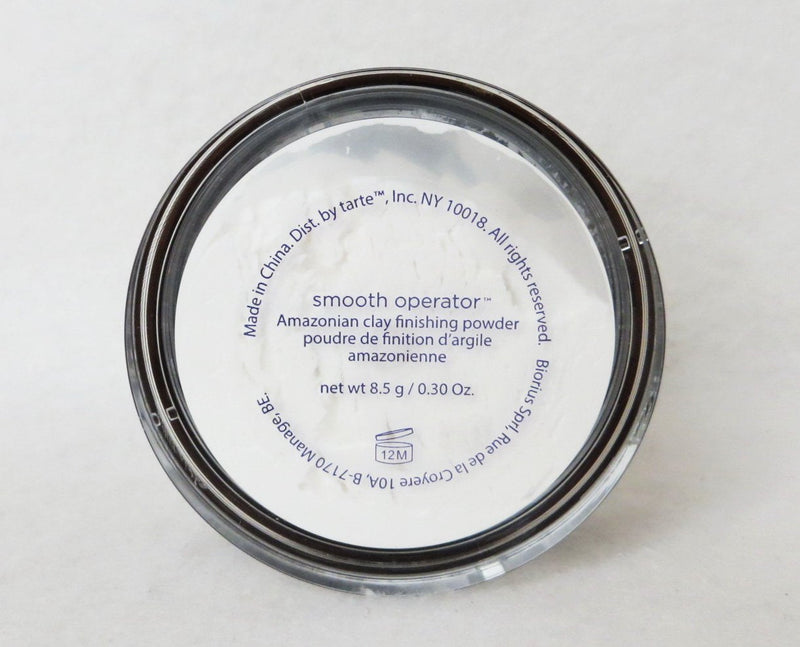 Made in China. Dist. by tarte™, Inc. NY 10018. All rights reserved.
smooth operator™
Amazonian clay finishing powder
poudre de finition d'argile
amazonienne
net wt 8.5 g / 0.30 Oz.
12M
Biorius Sprl, Rue de la Croyere 10A, B-7170 Manage, BE.